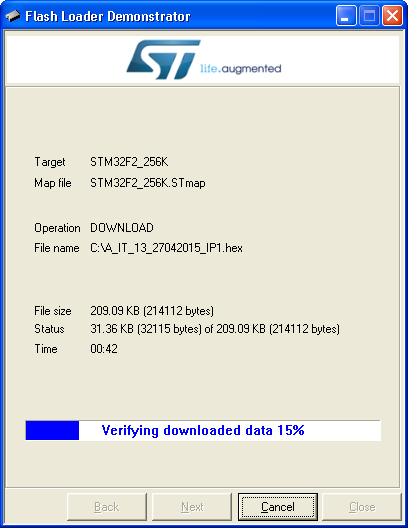 Flash Loader Demonstrator
ST life.augmented
Target STM32F2_256K
Map file STM32F2_256K.STmap
Operation DOWNLOAD
File name C:\A_IT_13_27042015_IP1.hex
File size 209.09 KB (214112 bytes)
Status 31.36 KB (32115 bytes) of 209.09 KB (214112 bytes)
Time 00:42
Verifying downloaded data 15%
Back Next Cancel Close